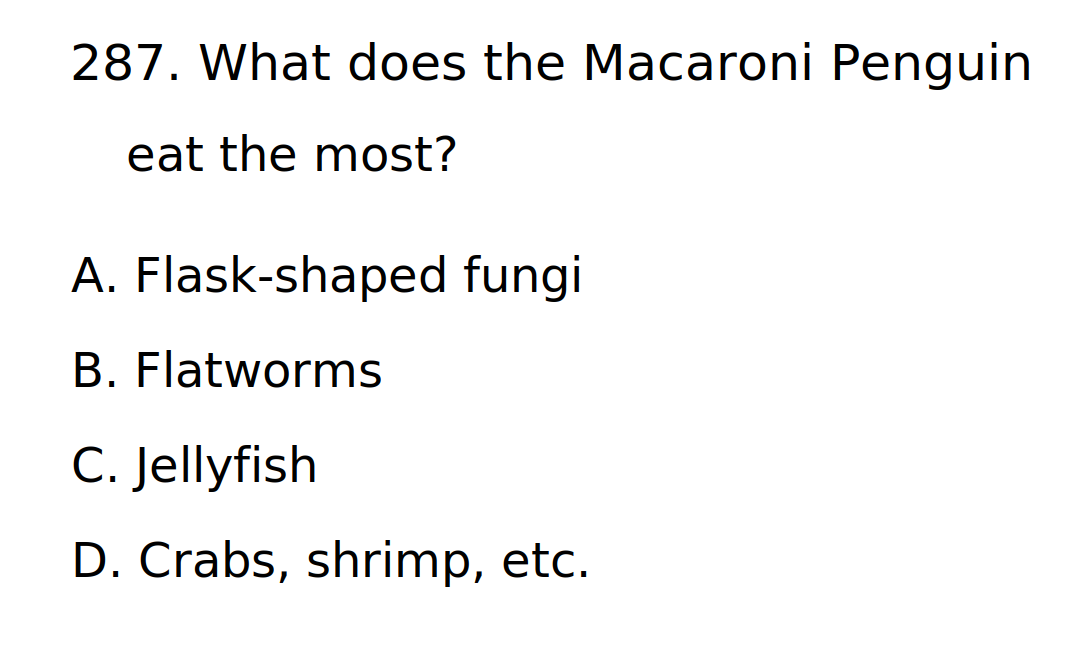 287. What does the Macaroni Penguin
eat the most?
A. Flask-shaped fungi
B. Flatworms
C. Jellyfish
D. Crabs, shrimp, etc.